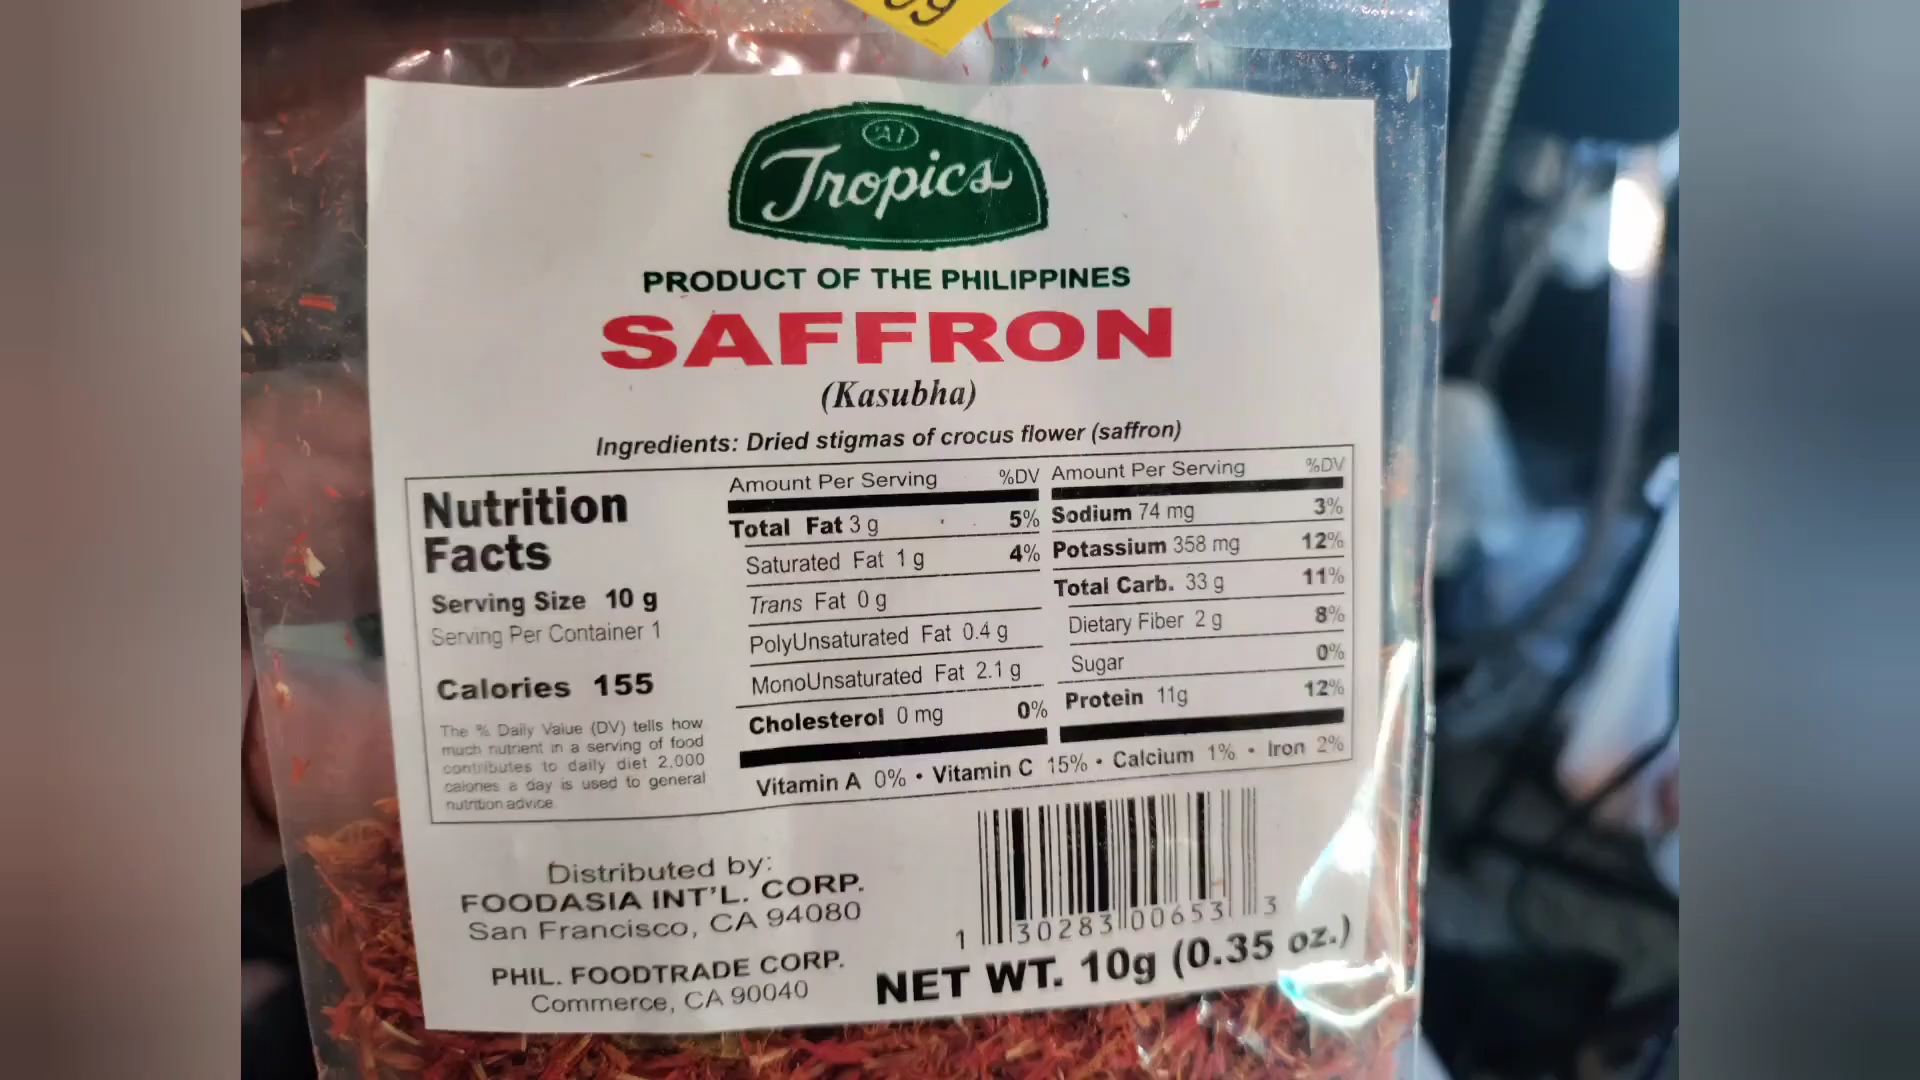 09
A1
Tropics
PRODUCT OF THE PHILIPPINES
SAFFRON
(Kasubha)
Ingredients: Dried stigmas of crocus flower (saffron)
Nutrition
Facts
Serving Size 10 g
Serving Per Container 1
Calories 155
The % Daily Value (DV) tells how
much nutrient in a serving of food
contributes to daily diet 2,000
calories a day is used to general
nutrition advice.
Amount Per Serving %DV
Total Fat 3 g 5%
Saturated Fat 1 g 4%
Trans Fat 0 g
PolyUnsaturated Fat 0.4 g
MonoUnsaturated Fat 2.1 g
Cholesterol 0 mg 0%
Amount Per Serving %DV
Sodium 74 mg 3%
Potassium 358 mg 12%
Total Carb. 33 g 11%
Dietary Fiber 2 g 8%
Sugar 0%
Protein 11g 12%
Vitamin A 0% • Vitamin C 15% • Calcium 1% • Iron 2%
Distributed by:
FOODASIA INT'L. CORP.
San Francisco, CA 94080
PHIL. FOODTRADE CORP.
Commerce, CA 90040
1 30283 00653 3
NET WT. 10g (0.35 oz.)